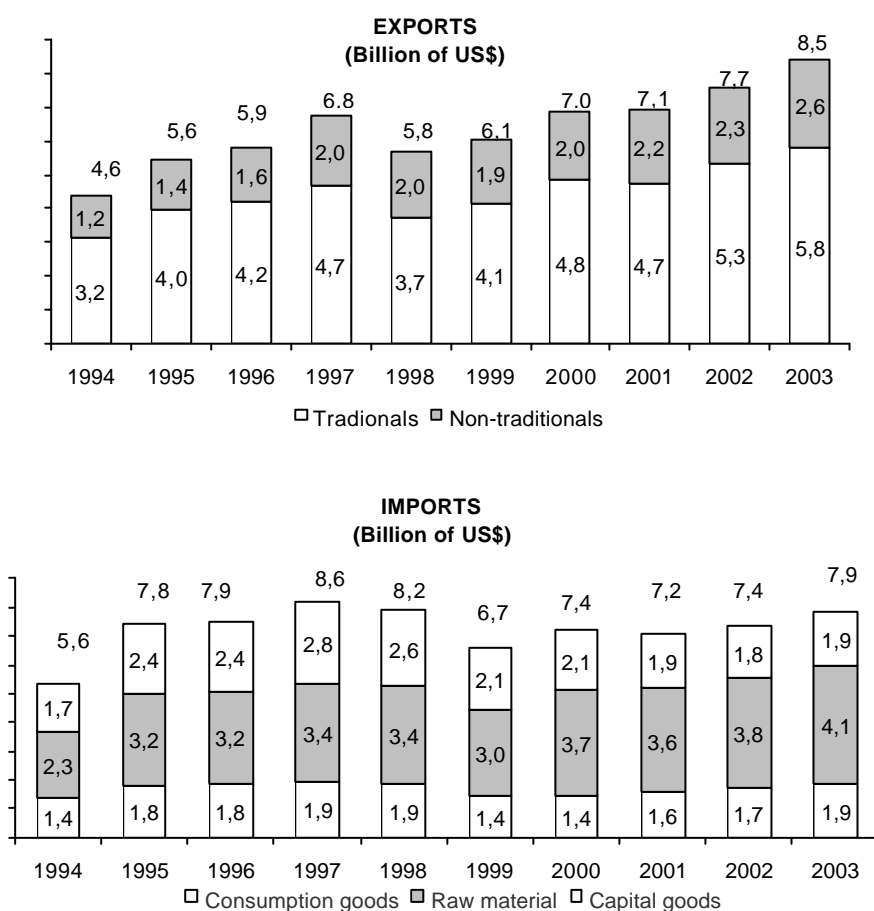 EXPORTS
(Billion of US$)
8,5
7,7
7.0
7,1
6.8
6,1
5,9
5,8
5,6
4,6
2,6
2,3
2,2
2,0
2,0
2,0
1,9
1,6
1,4
1,2
5,8
5,3
4,7
4,8
4,1
3,7
4,7
4,2
4,0
3,2
1994 1995 1996 1997 1998 1999 2000 2001 2002 2003
Tradionals Non-traditionals
IMPORTS
(Billion of US$)
5,6 7,8 7,9 8,6 8,2 6,7 7,4 7,2 7,4 7,9
1,7 2,4 2,4 2,8 2,6 2,1 2,1 1,9 1,8 1,9
2,3 3,2 3,2 3,4 3,4 3,0 3,7 3,6 3,8 4,1
1,4 1,8 1,8 1,9 1,9 1,4 1,4 1,6 1,7 1,9
1994 1995 1996 1997 1998 1999 2000 2001 2002 2003
Consumption goods Raw material Capital goods